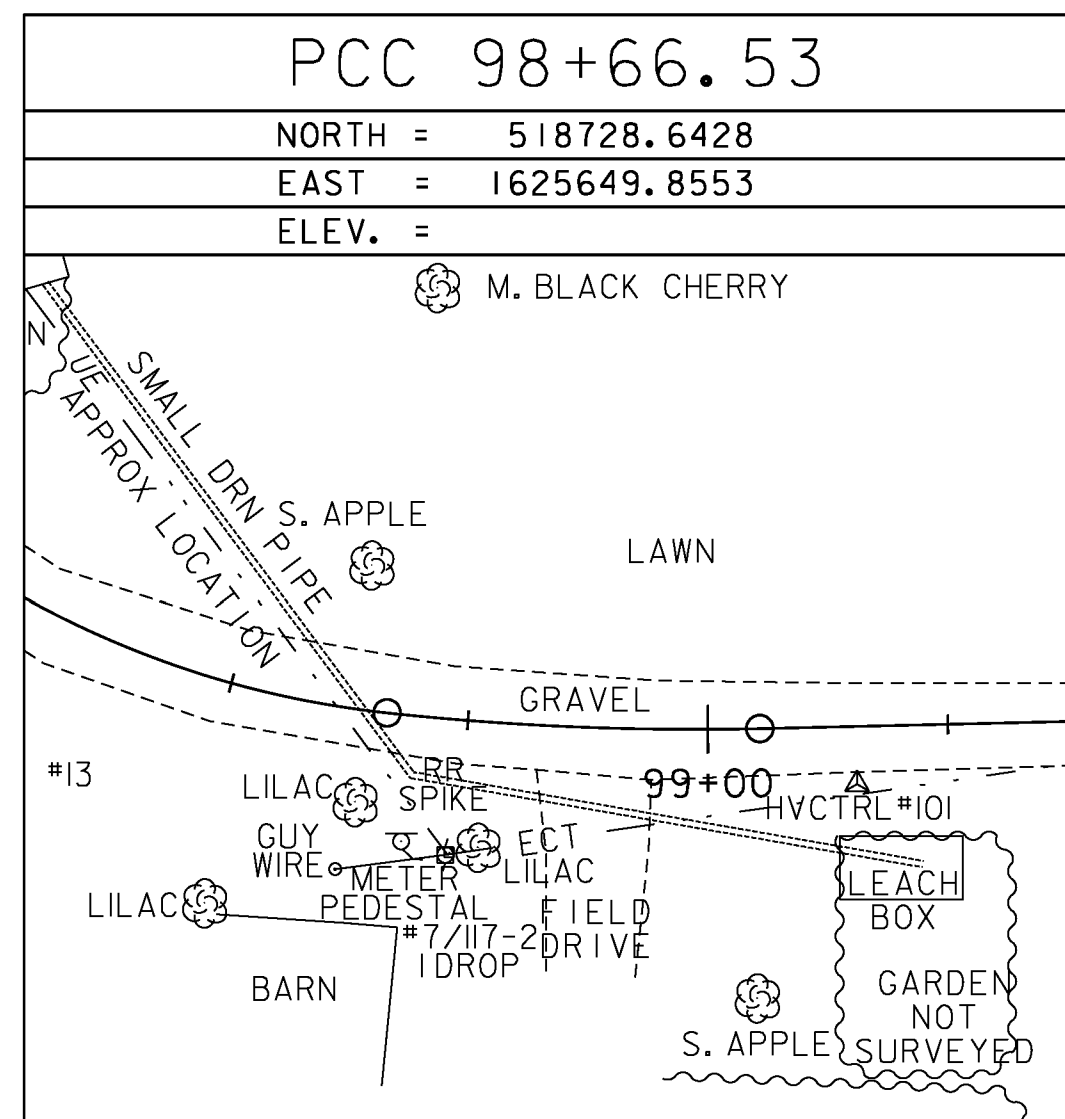 PCC 98+66.53
NORTH = 518728.6428
EAST = 1625649.8553
ELEV. =
M. BLACK CHERRY
N
UE
APPROX LOCATION
SMALL DRN PIPE
S. APPLE
LAWN
GRAVEL
#13
RR
SPIKE
99+00
LILAC
HVCTRL #101
GUY
WIRE
ECT
METER
PEDESTAL
LILAC
LILAC
#7/117-2
1DROP
FIELD
DRIVE
LEACH
BOX
BARN
GARDEN
NOT
SURVEYED
S. APPLE